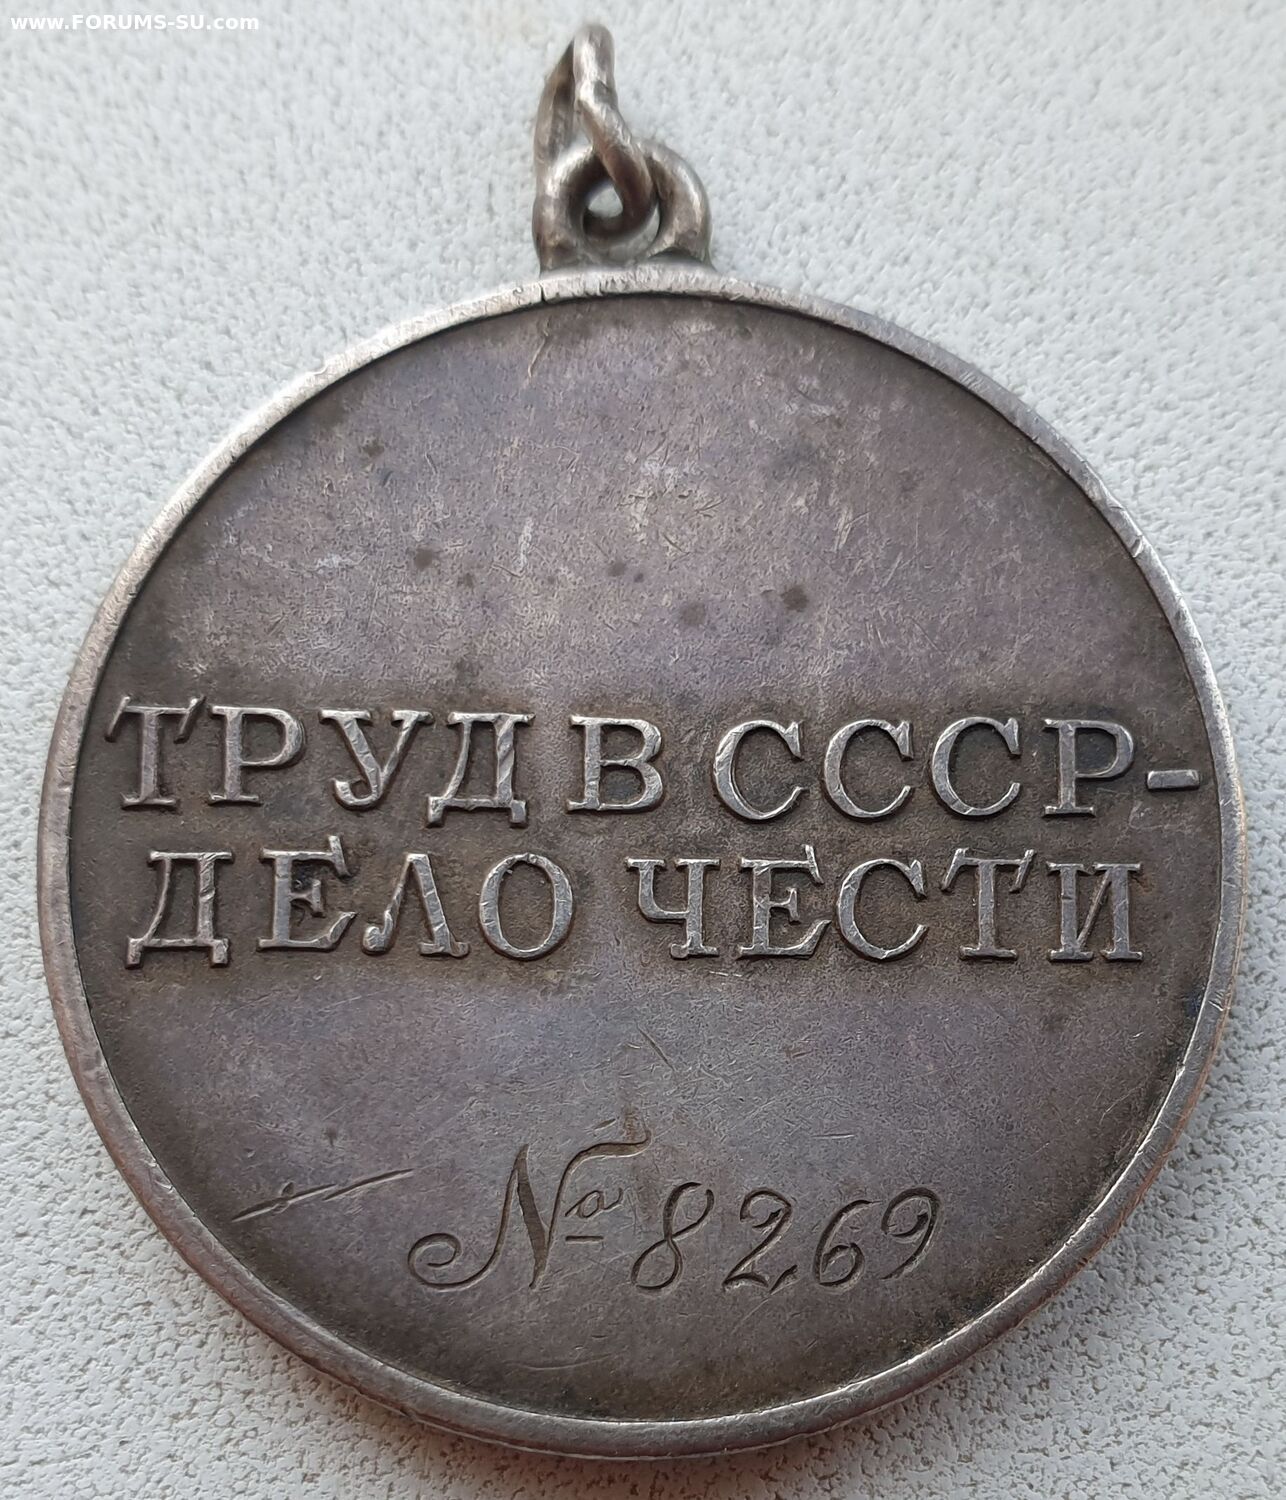 www.FORUMS-SU.com
ТРУД В СССР-
ДЕЛО ЧЕСТИ
№ 8269